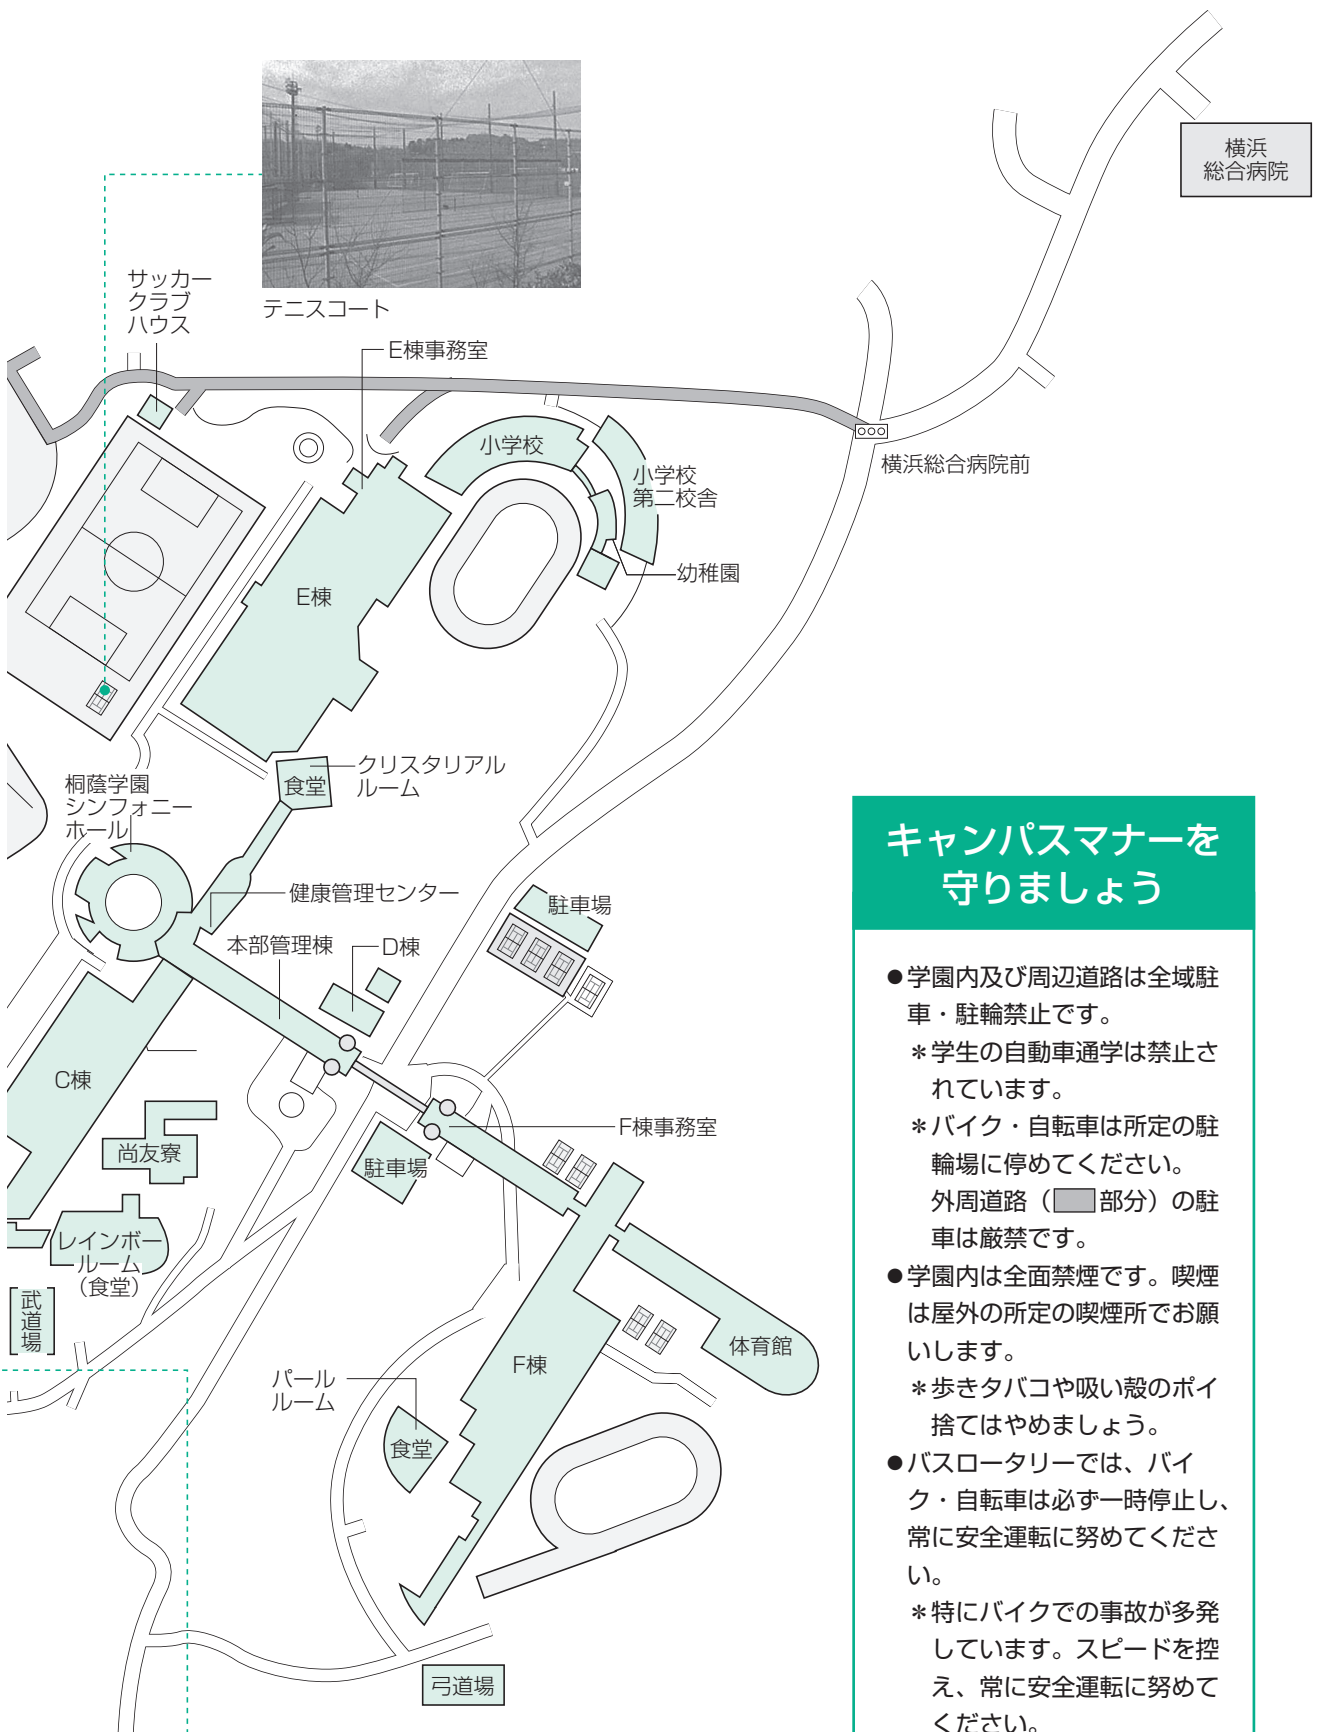 横浜
総合病院
サッカー
クラブ
ハウス
テニスコート
E棟事務室
小学校
横浜総合病院前
小学校
第二校舎
幼稚園
E棟
クリスタリアル
ルーム
食堂
桐蔭学園
シンフォニー
ホール
健康管理センター
駐車場
本部管理棟
D棟
C棟
F棟事務室
尚友寮
駐車場
レインボー
ルーム
（食堂）
武道場
体育館
F棟
パール
ルーム
食堂
弓道場
キャンパスマナーを
守りましょう
●学園内及び周辺道路は全域駐
車・駐輪禁止です。
＊学生の自動車通学は禁止さ
れています。
＊バイク・自転車は所定の駐
輪場に停めてください。
外周道路（　部分）の駐
車は厳禁です。
●学園内は全面禁煙です。喫煙
は屋外の所定の喫煙所でお願
いします。
＊歩きタバコや吸い殻のポイ
捨てはやめましょう。
●バスロータリーでは、バイ
ク・自転車は必ず一時停止し、
常に安全運転に努めてくださ
い。
＊特にバイクでの事故が多発
しています。スピードを控
え、常に安全運転に努めて
ください。